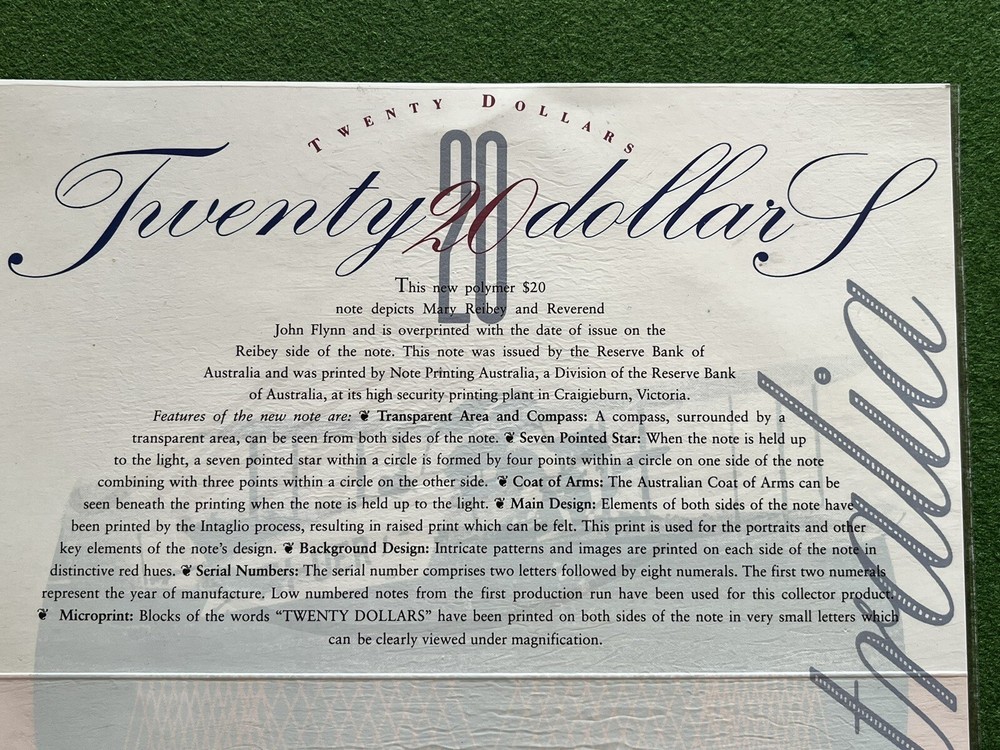 TWENTY DOLLARS
20
Twenty 20 dollarS
This new polymer $20
note depicts Mary Reibey and Reverend
John Flynn and is overprinted with the date of issue on the
Reibey side of the note. This note was issued by the Reserve Bank of
Australia and was printed by Note Printing Australia, a Division of the Reserve Bank
of Australia, at its high security printing plant in Craigieburn, Victoria.
Features of the new note are: ❦ Transparent Area and Compass: A compass, surrounded by a
transparent area, can be seen from both sides of the note. ❦ Seven Pointed Star: When the note is held up
to the light, a seven pointed star within a circle is formed by four points within a circle on one side of the note
combining with three points within a circle on the other side. ❦ Coat of Arms: The Australian Coat of Arms can be
seen beneath the printing when the note is held up to the light. ❦ Main Design: Elements of both sides of the note have
been printed by the Intaglio process, resulting in raised print which can be felt. This print is used for the portraits and other
key elements of the note's design. ❦ Background Design: Intricate patterns and images are printed on each side of the note in
distinctive red hues. ❦ Serial Numbers: The serial number comprises two letters followed by eight numerals. The first two numerals
represent the year of manufacture. Low numbered notes from the first production run have been used for this collector product.
❦ Microprint: Blocks of the words “TWENTY DOLLARS” have been printed on both sides of the note in very small letters which
can be clearly viewed under magnification.
tralia